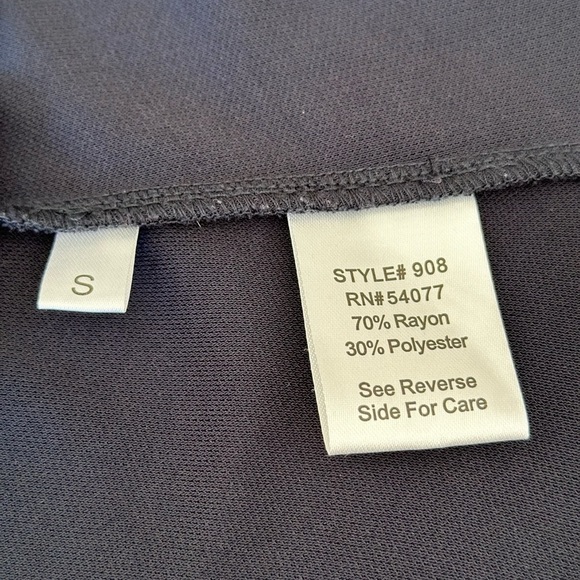 S
STYLE# 908
RN#54077
70% Rayon
30% Polyester
See Reverse
Side For Care